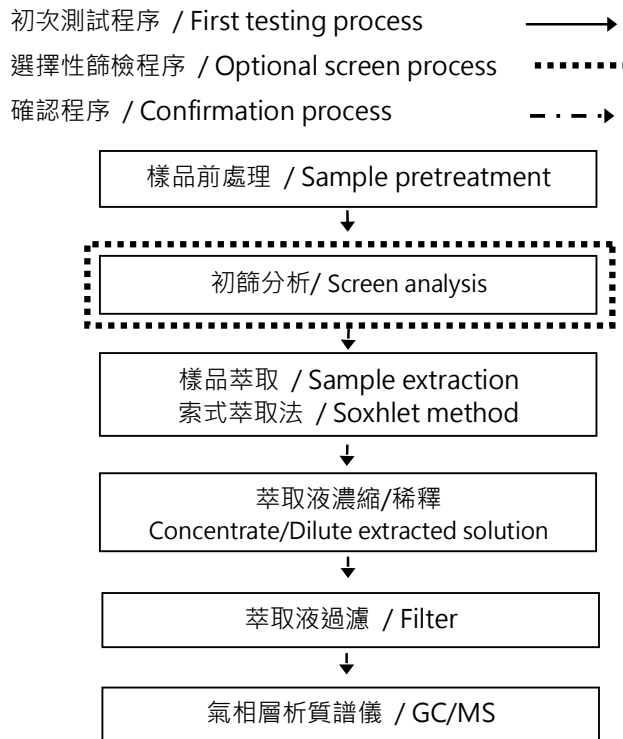 初次測試程序 / First testing process
選擇性篩檢程序 / Optional screen process
確認程序 / Confirmation process
樣品前處理 / Sample pretreatment
初篩分析/ Screen analysis
樣品萃取 / Sample extraction
索式萃取法 / Soxhlet method
萃取液濃縮/稀釋
Concentrate/Dilute extracted solution
萃取液過濾 / Filter
氣相層析質譜儀 / GC/MS